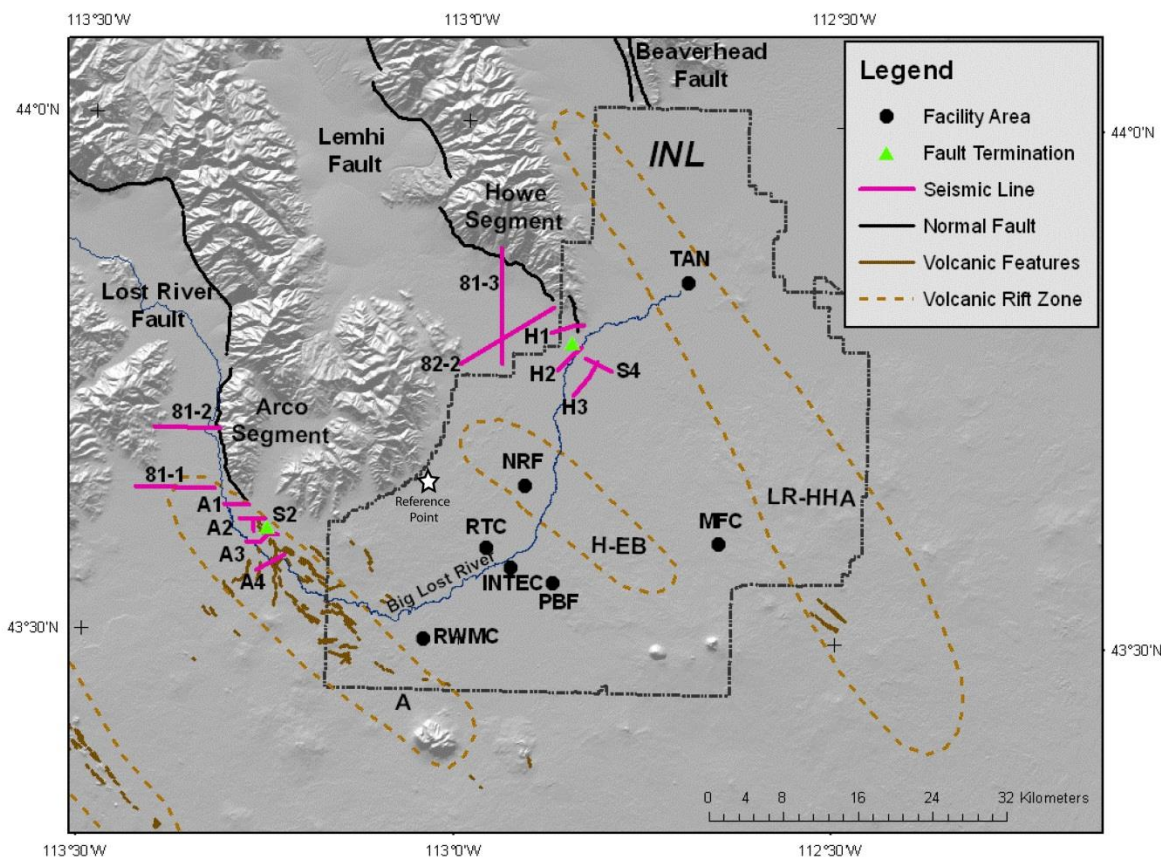 113°30'W
113°0'W
112°30'W
44°0'N
44°0'N
Beaverhead
Fault
Legend
Facility Area
Fault Termination
Seismic Line
Normal Fault
Volcanic Features
Volcanic Rift Zone
INL
Lemhi
Fault
Howe
Segment
TAN
81-3
Lost River
Fault
H1
82-2
H2
S4
H3
81-2
Arco
Segment
81-1
NRF
Reference
Point
LR-HHA
A1
S2
A2
MFC
RTC
A3
H-EB
A4
INTEC
PBF
Big Lost River
RWMC
43°30'N
43°30'N
A
0 4 8 16 24 32 Kilometers
113°30'W
113°0'W
112°30'W